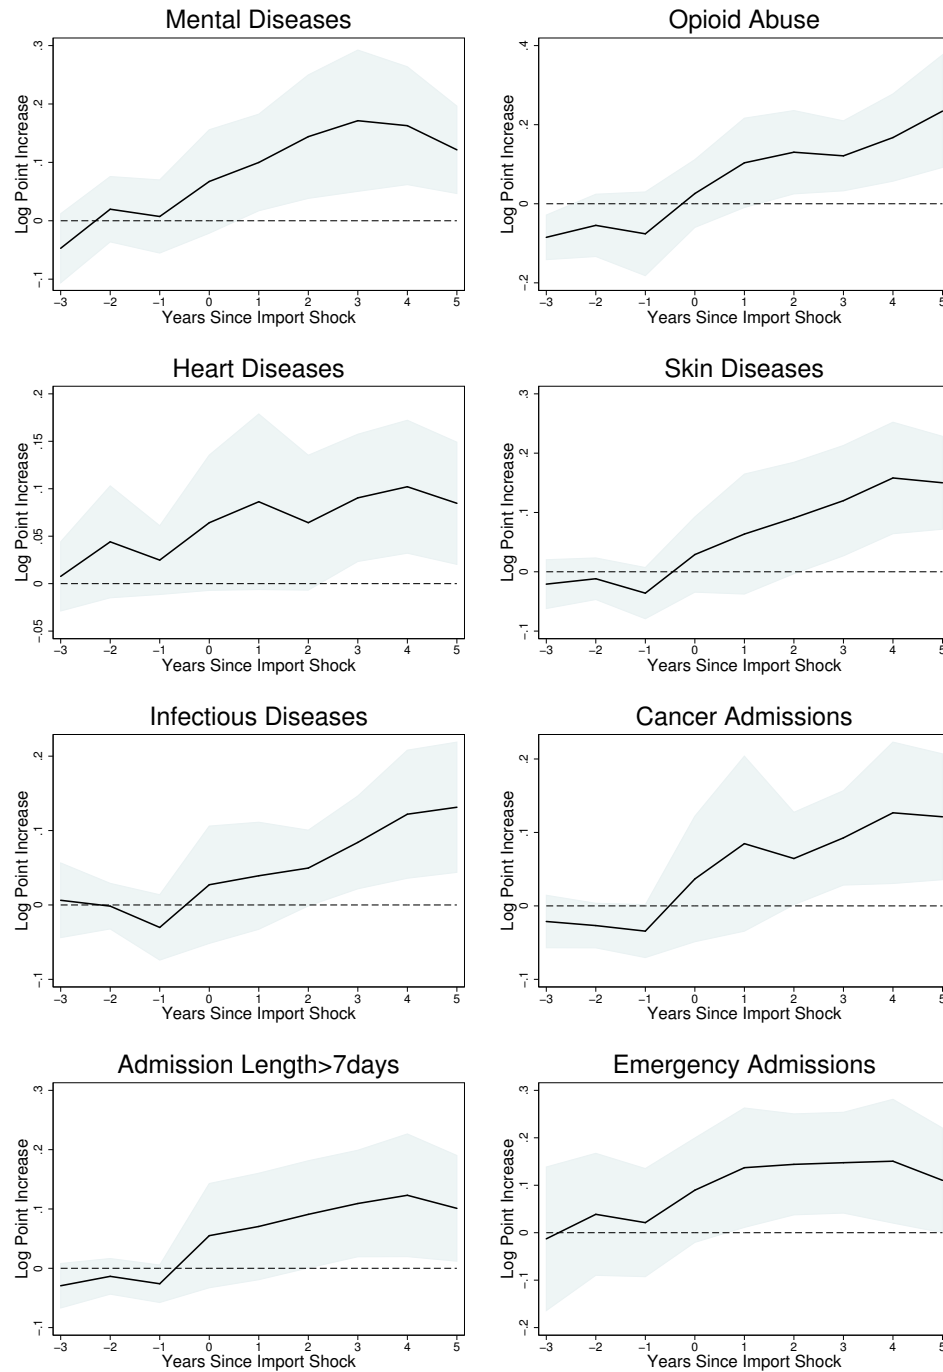 Mental Diseases
Log Point Increase
.3
.2
.1
0
-.1
−3 −2 −1 0 1 2 3 4 5
Years Since Import Shock
Opioid Abuse
Log Point Increase
.4
.2
0
-.2
−3 −2 −1 0 1 2 3 4 5
Years Since Import Shock
Heart Diseases
Log Point Increase
.2
.15
.1
.05
0
-.05
−3 −2 −1 0 1 2 3 4 5
Years Since Import Shock
Skin Diseases
Log Point Increase
.3
.2
.1
0
-.1
−3 −2 −1 0 1 2 3 4 5
Years Since Import Shock
Infectious Diseases
Log Point Increase
.2
.1
0
-.1
−3 −2 −1 0 1 2 3 4 5
Years Since Import Shock
Cancer Admissions
Log Point Increase
.2
.1
0
-.1
−3 −2 −1 0 1 2 3 4 5
Years Since Import Shock
Admission Length>7days
Log Point Increase
.3
.2
.1
0
-.1
−3 −2 −1 0 1 2 3 4 5
Years Since Import Shock
Emergency Admissions
Log Point Increase
.3
.2
.1
0
-.1
-.2
−3 −2 −1 0 1 2 3 4 5
Years Since Import Shock